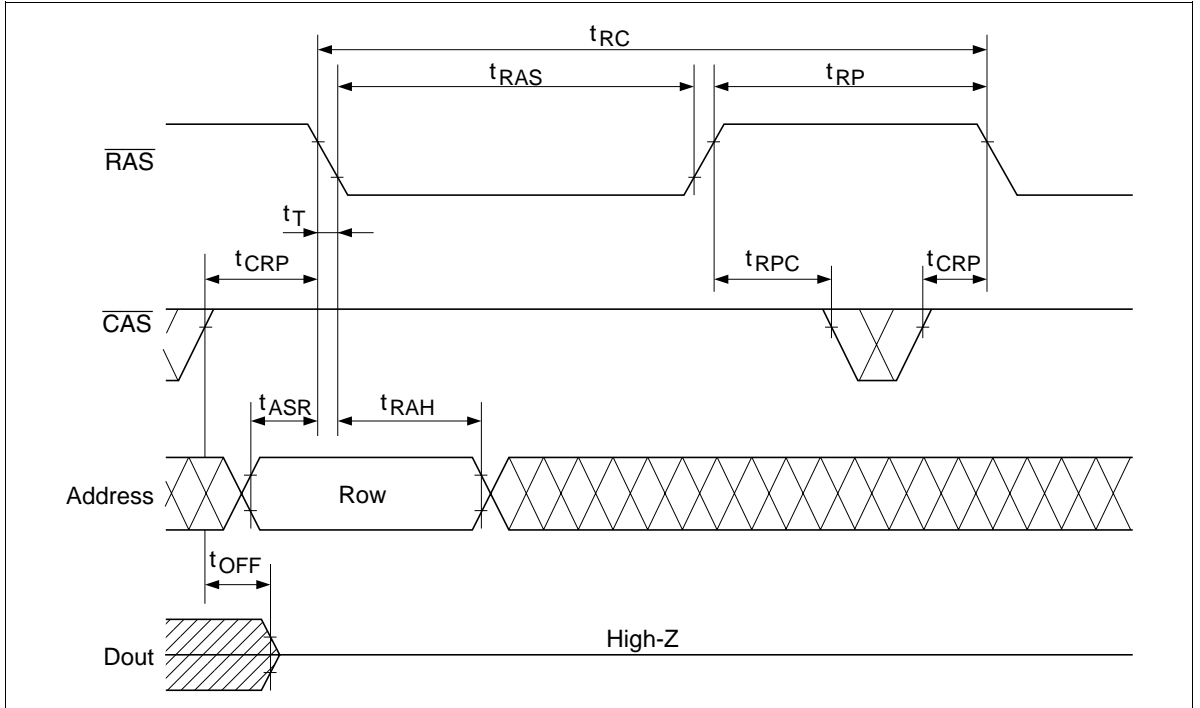 tRC
tRAS
tRP
RAS
tT
tCRP
tRPC
tCRP
CAS
tASR
tRAH
Address
Row
tOFF
High-Z
Dout